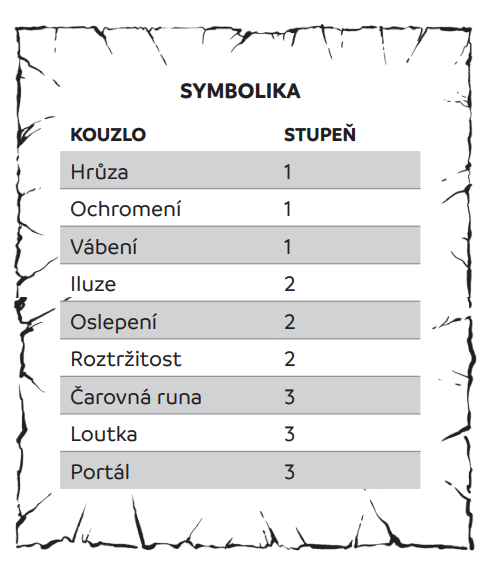 SYMBOLIKA
KOUZLO STUPEŇ
Hrůza 1
Ochromení 1
Vábení 1
Iluze 2
Oslepení 2
Roztržitost 2
Čarovná runa 3
Loutka 3
Portál 3